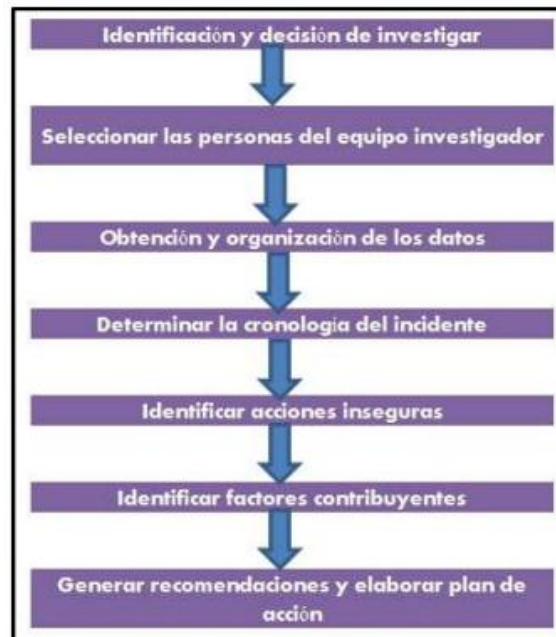 Identificación y decisión de investigar
Seleccionar las personas del equipo investigador
Obtención y organización de los datos
Determinar la cronología del incidente
Identificar acciones inseguras
Identificar factores contribuyentes
Generar recomendaciones y elaborar plan de
acción